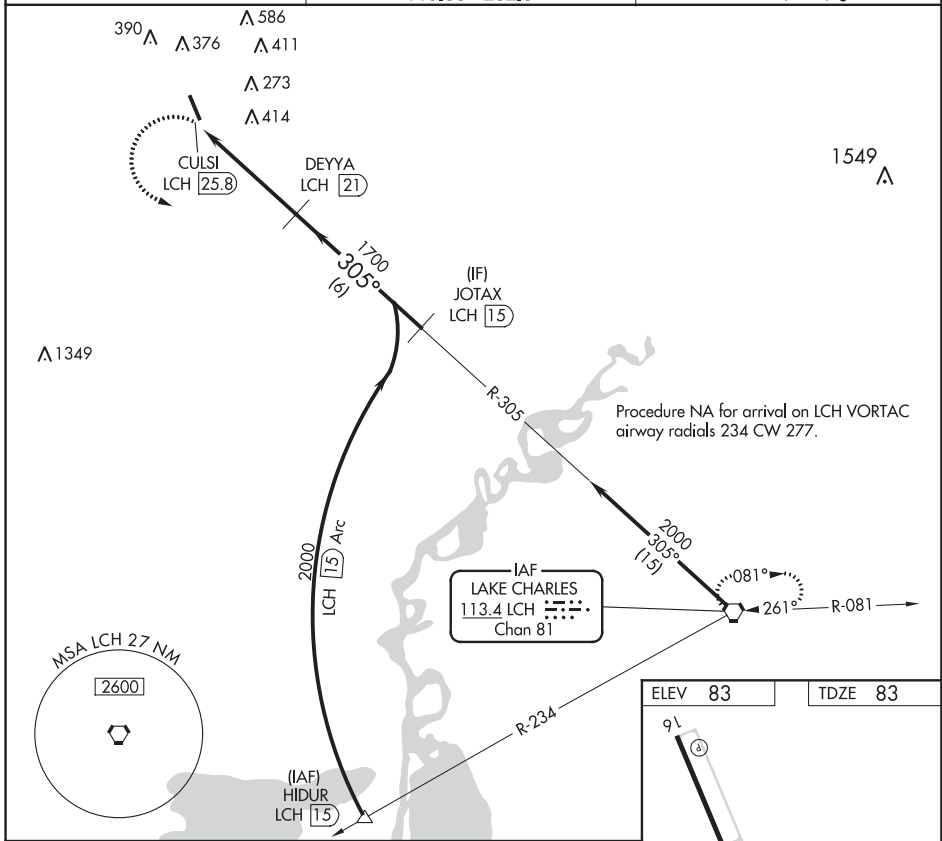 586
390
376
411
273
414
1549
CULSI
LCH 25.8
DEYYA
LCH 21
1700
305°
(6)
(IF)
JOTAX
LCH 15
1349
R-305
Procedure NA for arrival on LCH VORTAC
airway radials 234 CW 277.
2000
LCH 15 Arc
2000
305°
(15)
IAF
LAKE CHARLES
113.4 LCH
Chan 81
081°
261°
R-081
MSA LCH 27 NM
2600
R-234
(IAF)
HIDUR
LCH 15
ELEV 83
TDZE 83
16
P